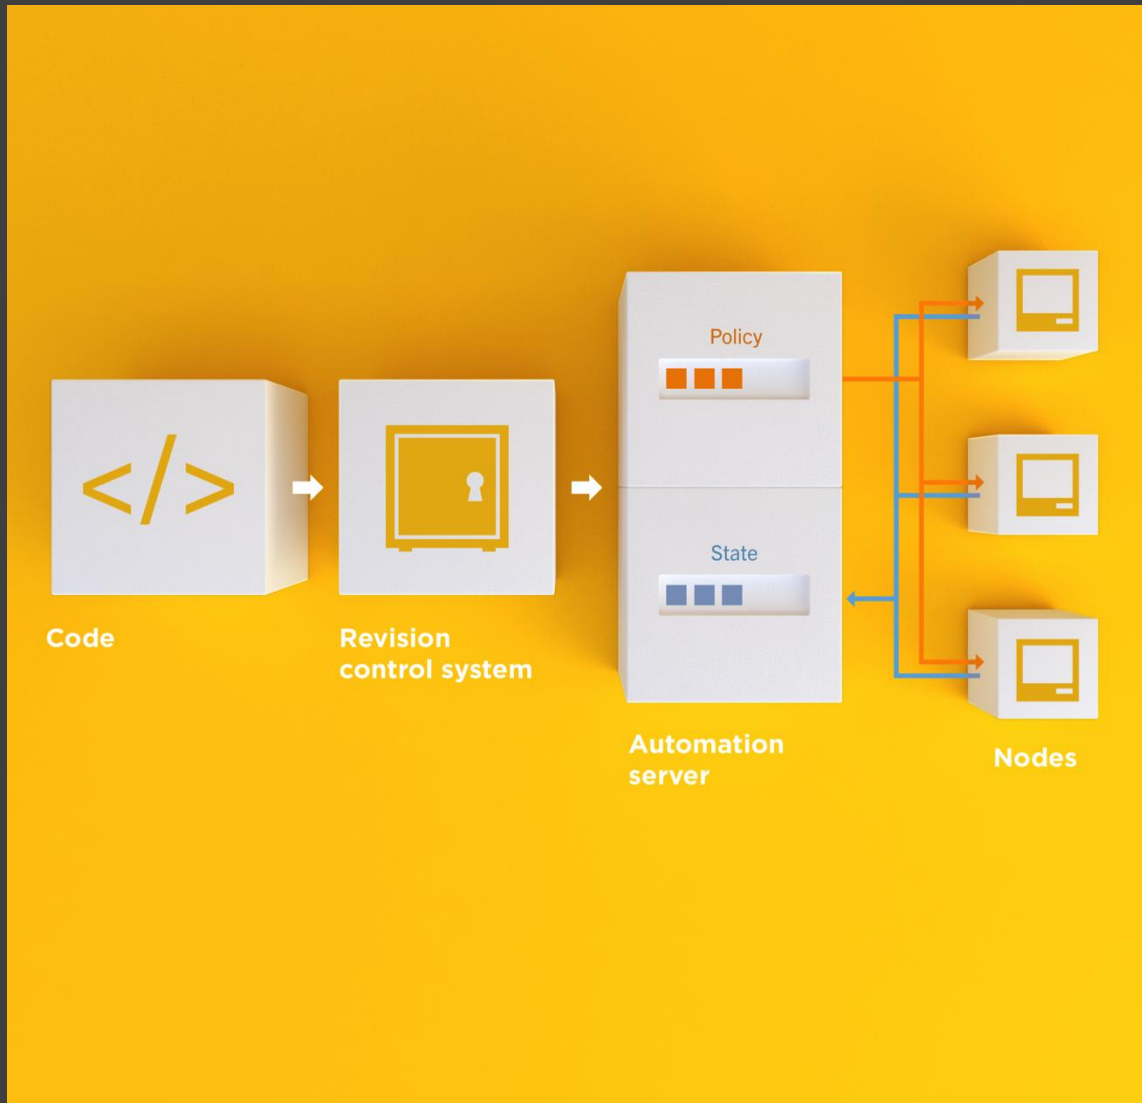 </>
Code
Revision
control system
Policy
State
Automation
server
Nodes